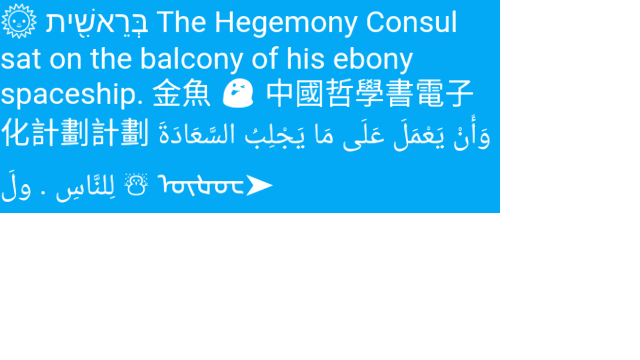 🌞 בְּרֵאשִׁ֖ית The Hegemony Consul
sat on the balcony of his ebony
spaceship. 金魚 中國哲學書電子
化計劃計劃 وَأَنْ يَعْمَلَ عَلَى مَا يَجْلِبُ السَّعَادَةَ
لِلنَّاسِ . ولَ ☃ ➤